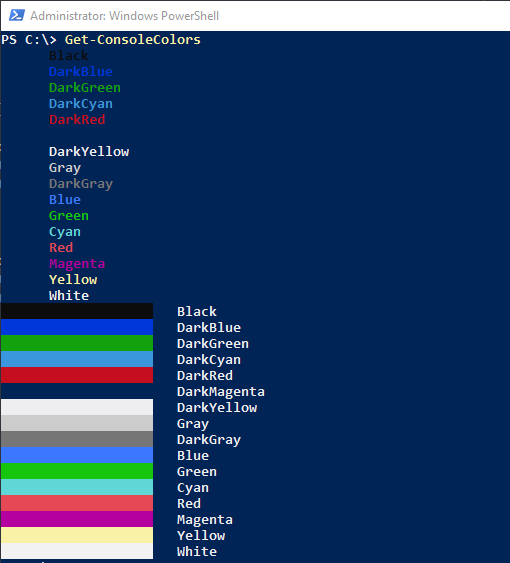 Administrator: Windows PowerShell
PS C:\> Get-ConsoleColors
Black
DarkBlue
DarkGreen
DarkCyan
DarkRed
DarkYellow
Gray
DarkGray
Blue
Green
Cyan
Red
Magenta
Yellow
White
Black
DarkBlue
DarkGreen
DarkCyan
DarkRed
DarkMagenta
DarkYellow
Gray
DarkGray
Blue
Green
Cyan
Red
Magenta
Yellow
White